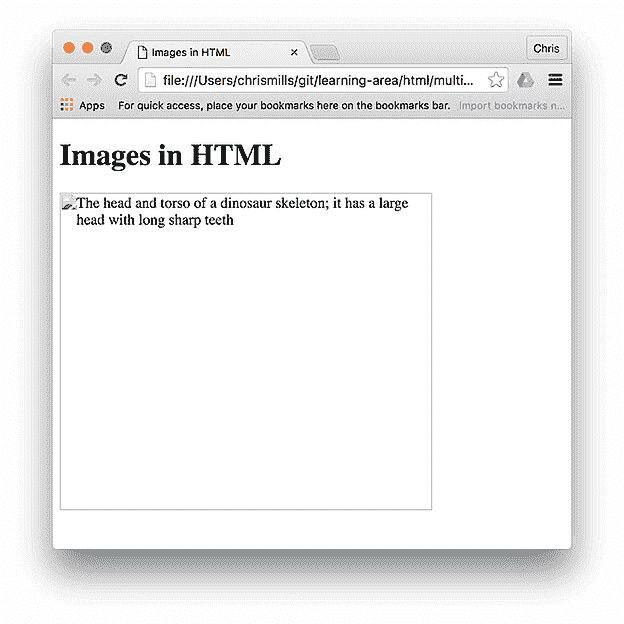 Images in HTML
Chris
file:///Users/chrismills/git/learning-area/html/multi...
Apps For quick access, place your bookmarks here on the bookmarks bar. Import bookmarks n...
Images in HTML
The head and torso of a dinosaur skeleton; it has a large
head with long sharp teeth